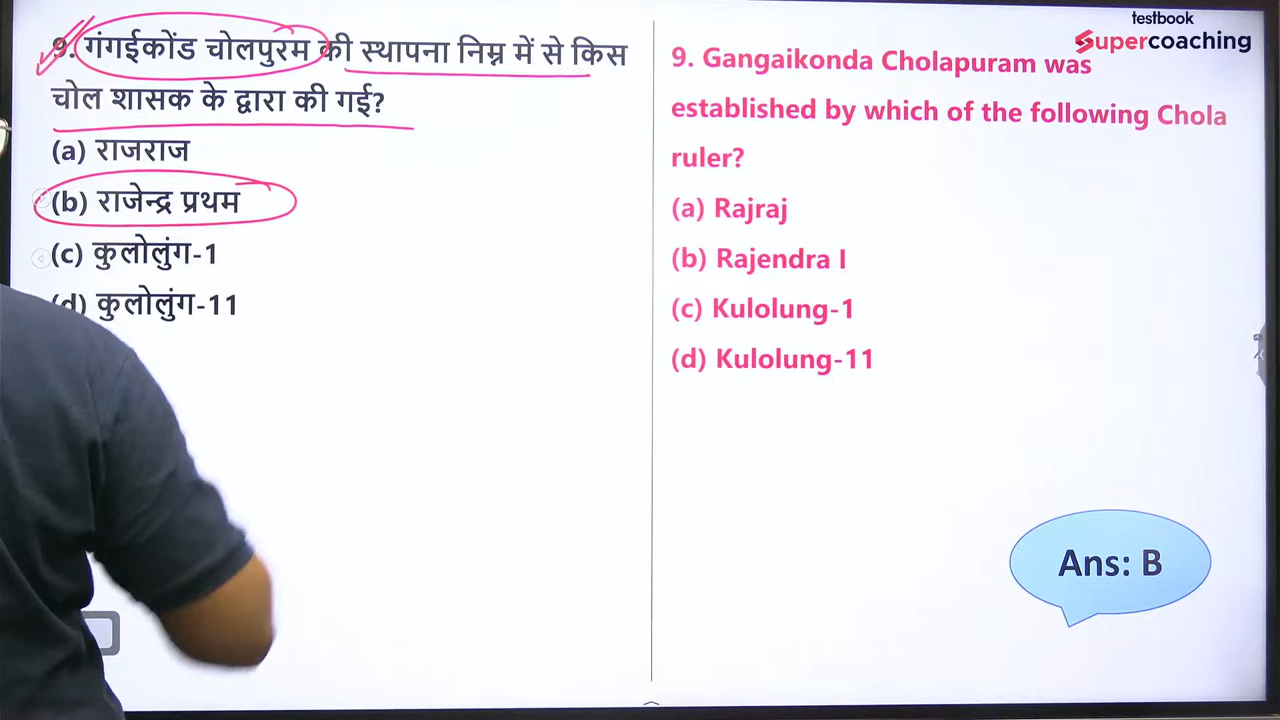 9. गंगईकोंड चोलपुरम की स्थापना निम्न में से किस
चोल शासक के द्वारा की गई?
(a) राजराज
(b) राजेन्द्र प्रथम
(c) कुलोलुंग-1
(d) कुलोलुंग-11
testbook
Supercoaching
9. Gangaikonda Cholapuram was
established by which of the following Chola
ruler?
(a) Rajraj
(b) Rajendra I
(c) Kulolung-1
(d) Kulolung-11
Ans: B